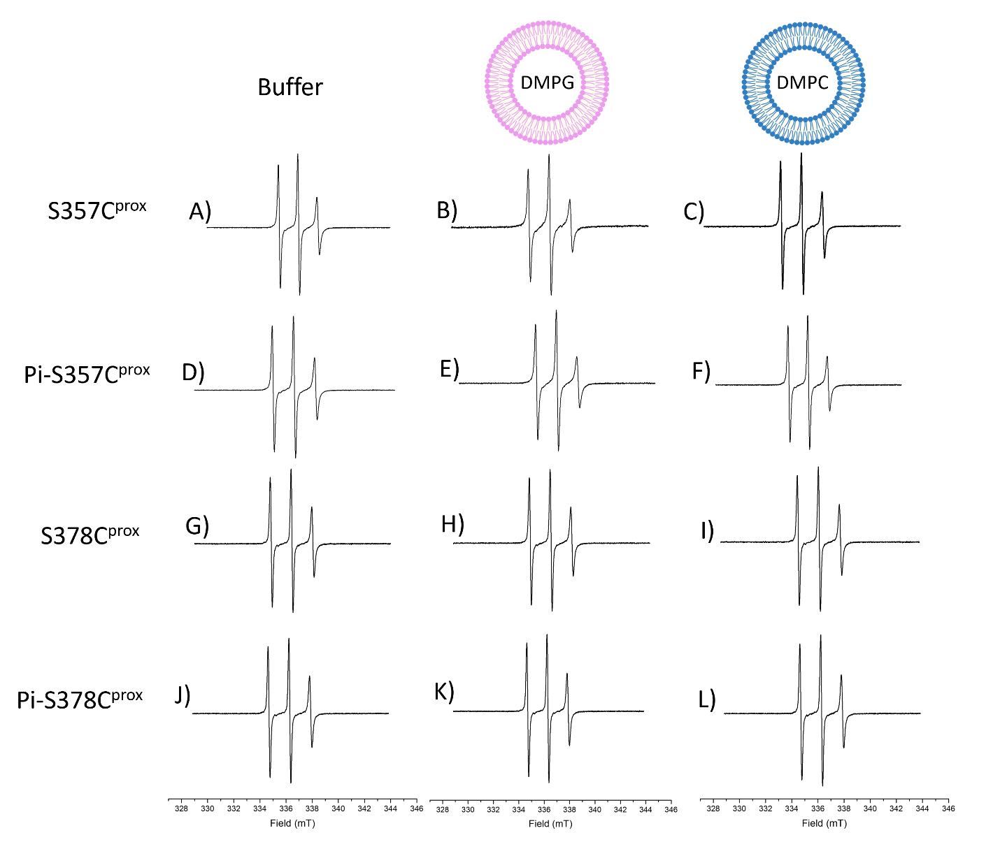 Buffer DMPG DMPC
S357Cprox A) B) C)
Pi-S357Cprox D) E) F)
S378Cprox G) H) I)
Pi-S378Cprox J) K) L)
328 330 332 334 336 338 340 342 344 346 328 330 332 334 336 338 340 342 344 346 328 330 332 334 336 338 340 342 344 346
Field (mT) Field (mT) Field (mT)